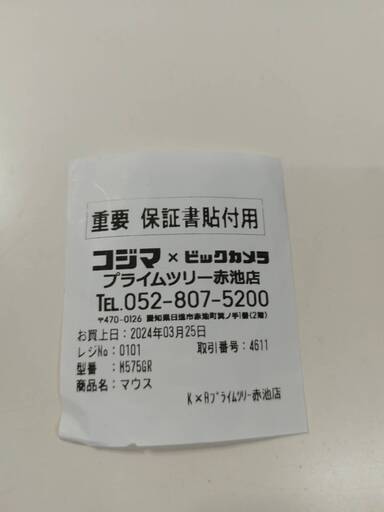 重要 保証書貼付用
コジマ×ビックカメラ
プライムツリー赤池店
TEL.052-807-5200
〒470-0126 愛知県日進市赤池町箕ノ手1番(2階)
お買上日:2024年03月25日
レジNo:0101 取引番号:4611
型番 :M575GR
商品名:マウス
K×Bプライムツリー赤池店